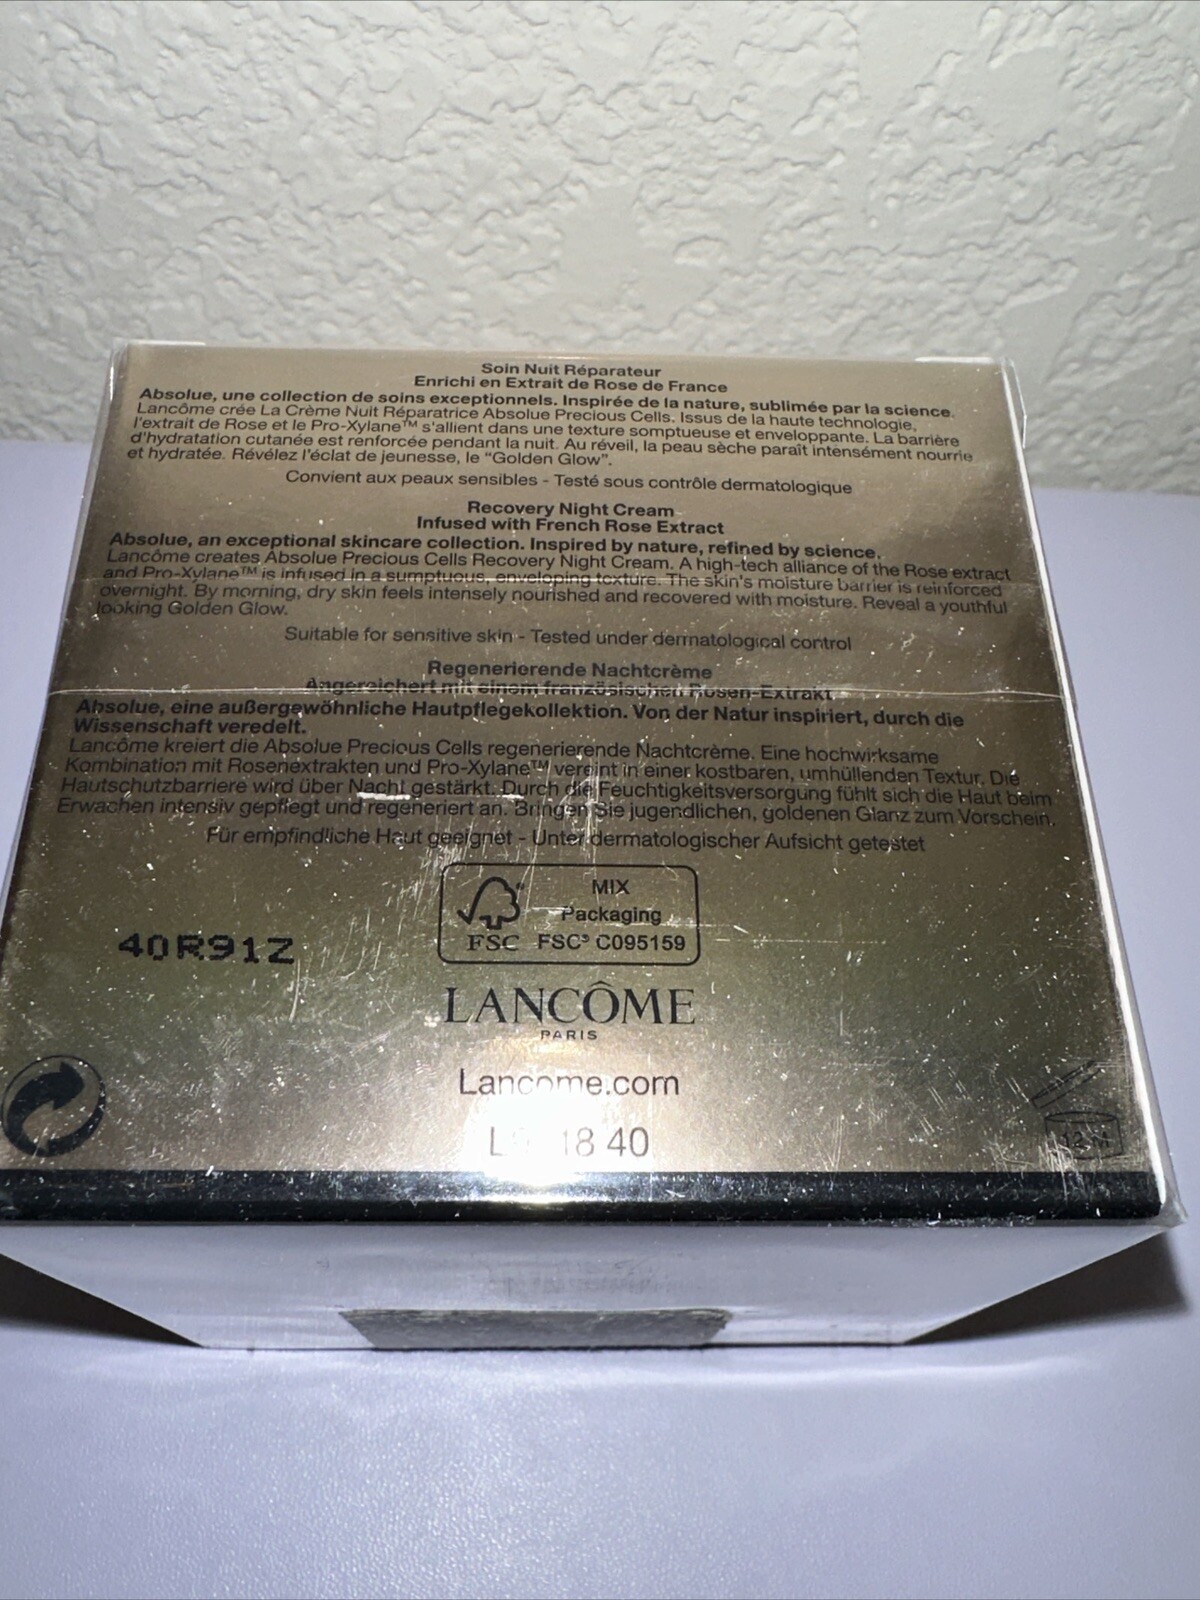 Soin Nuit Réparateur
Enrichi en Extrait de Rose de France
Absolue, une collection de soins exceptionnels. Inspirée de la nature, sublimée par la science.
Lancôme crée La Crème Nuit Réparatrice Absolue Precious Cells. Issus de la haute technologie,
l'extrait de Rose et le Pro-Xylane™ s'allient dans une texture somptueuse et enveloppante. La barrière
d'hydratation cutanée est renforcée pendant la nuit. Au réveil, la peau sèche paraît intensément nourrie
et hydratée. Révélez l'éclat de jeunesse, le "Golden Glow".
Convient aux peaux sensibles - Testé sous contrôle dermatologique
Recovery Night Cream
Infused with French Rose Extract
Absolue, an exceptional skincare collection. Inspired by nature, refined by science.
Lancôme creates Absolue Precious Cells Recovery Night Cream. A high-tech alliance of the Rose extract
and Pro-Xylane™ is infused in a sumptuous, enveloping texture. The skin's moisture barrier is reinforced
overnight. By morning, dry skin feels intensely nourished and recovered with moisture. Reveal a youthful
looking Golden Glow.
Suitable for sensitive skin - Tested under dermatological control
Regenerierende Nachtcrème
Angereichert mit einem französischen Rosen-Extrakt
Absolue, eine außergewöhnliche Hautpflegekollektion. Von der Natur inspiriert, durch die
Wissenschaft veredelt.
Lancôme kreiert die Absolue Precious Cells regenerierende Nachtcrème. Eine hochwirksame
Kombination mit Rosenextrakten und Pro-Xylane™ vereint in einer kostbaren, umhüllenden Textur. Die
Hautschutzbarriere wird über Nacht gestärkt. Durch die Feuchtigkeitsversorgung fühlt sich die Haut beim
Erwachen intensiv gepflegt und regeneriert an. Bringen Sie jugendlichen, goldenen Glanz zum Vorschein.
Für empfindliche Haut geeignet - Unter dermatologischer Aufsicht getestet
MIX
Packaging
FSC FSC® C095159
40R91Z
LANCÔME
PARIS
Lancome.com
18 40
12 M